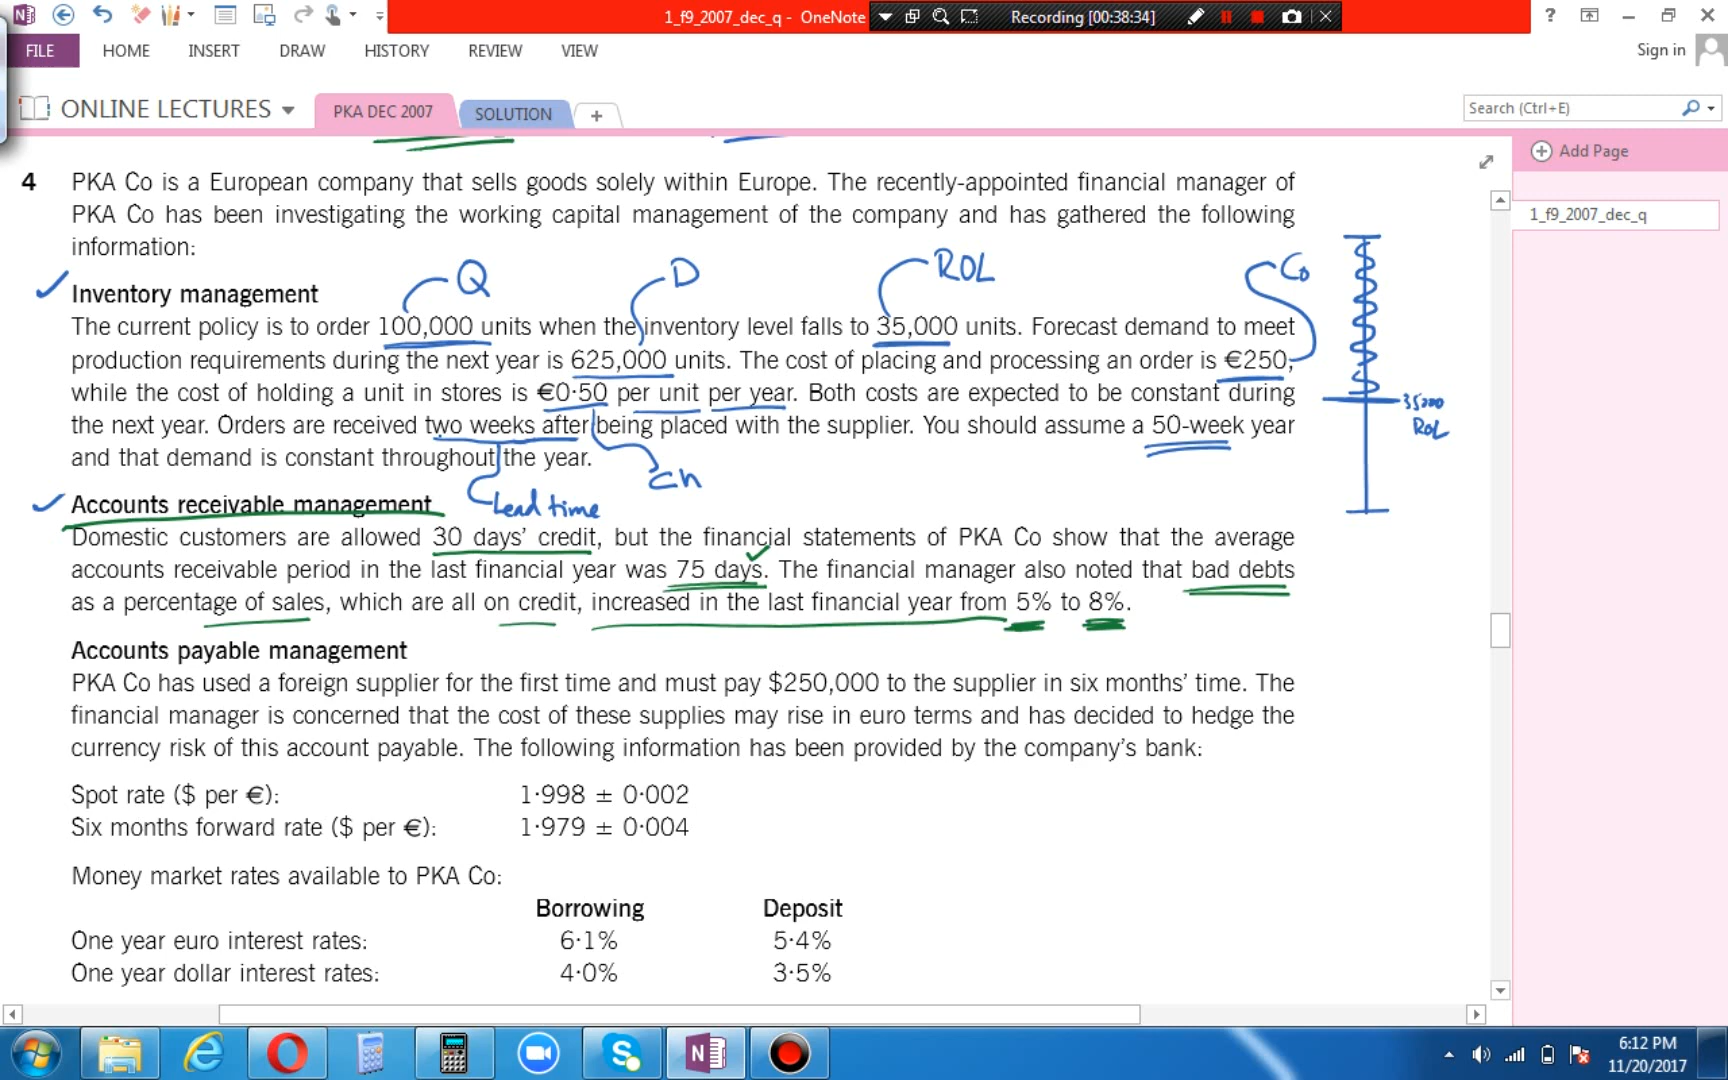 1_f9_2007_dec_q - OneNote
Recording [00:38:34]
FILE HOME INSERT DRAW HISTORY REVIEW VIEW
Sign in
ONLINE LECTURES
PKA DEC 2007
SOLUTION
Search (Ctrl+E)
Add Page
1_f9_2007_dec_q
4 PKA Co is a European company that sells goods solely within Europe. The recently-appointed financial manager of
PKA Co has been investigating the working capital management of the company and has gathered the following
information:
Q D ROL Co
Inventory management
The current policy is to order 100,000 units when the inventory level falls to 35,000 units. Forecast demand to meet
production requirements during the next year is 625,000 units. The cost of placing and processing an order is €250,
while the cost of holding a unit in stores is €0·50 per unit per year. Both costs are expected to be constant during
35000
the next year. Orders are received two weeks after being placed with the supplier. You should assume a 50-week year
ROL
and that demand is constant throughout the year.
Ch
Lead time
Accounts receivable management
Domestic customers are allowed 30 days' credit, but the financial statements of PKA Co show that the average
accounts receivable period in the last financial year was 75 days. The financial manager also noted that bad debts
as a percentage of sales, which are all on credit, increased in the last financial year from 5% to 8%.
Accounts payable management
PKA Co has used a foreign supplier for the first time and must pay $250,000 to the supplier in six months' time. The
financial manager is concerned that the cost of these supplies may rise in euro terms and has decided to hedge the
currency risk of this account payable. The following information has been provided by the company's bank:
Spot rate ($ per €): 1·998 ± 0·002
Six months forward rate ($ per €): 1·979 ± 0·004
Money market rates available to PKA Co:
Borrowing Deposit
One year euro interest rates: 6·1% 5·4%
One year dollar interest rates: 4·0% 3·5%
6:12 PM
11/20/2017